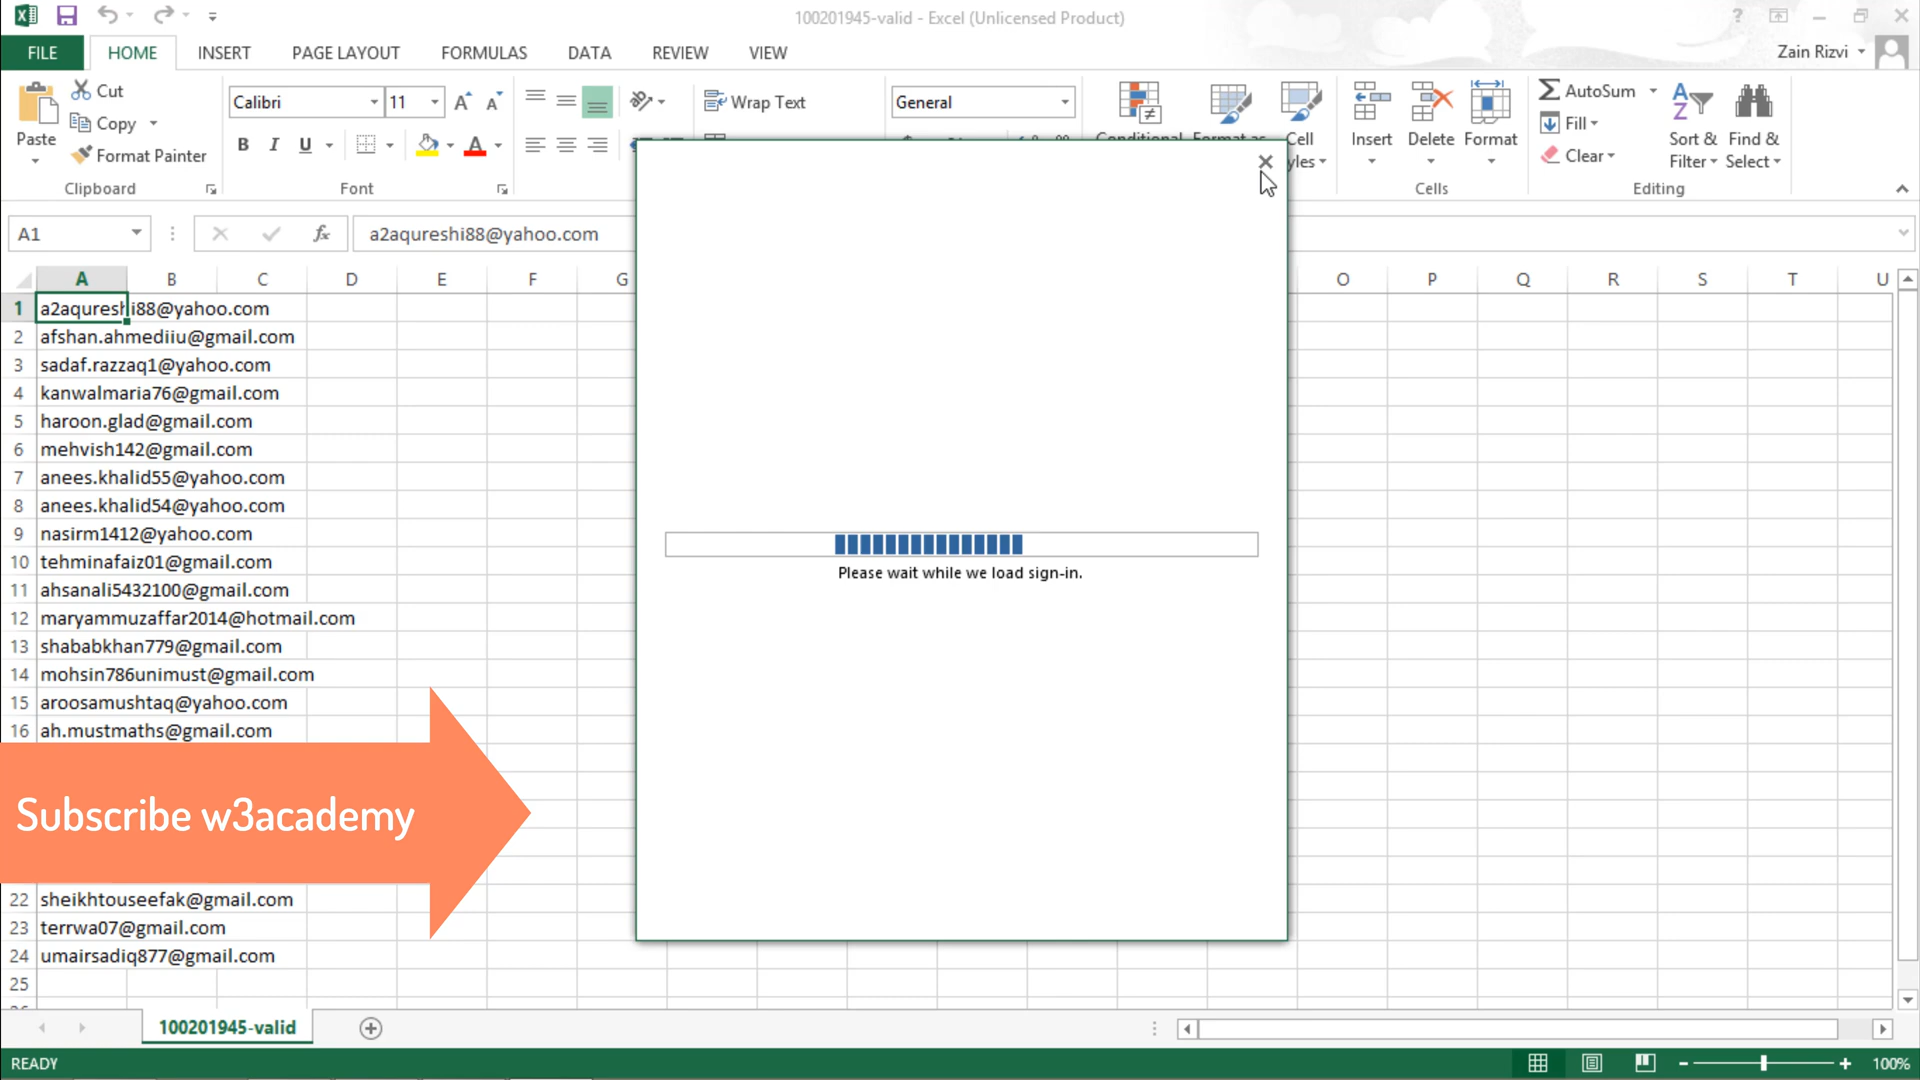 100201945-valid - Excel (Unlicensed Product)
FILE HOME INSERT PAGE LAYOUT FORMULAS DATA REVIEW VIEW
Zain Rizvi
Paste
Cut
Copy
Format Painter
Clipboard
Calibri 11
B I U
Font
Wrap Text
General
Cell
Insert Delete Format
Cells
AutoSum
Fill
Clear
Sort & Filter
Find & Select
Editing
A1
fx
a2aqureshi88@yahoo.com
A B C D E F G O P Q R S T U
1 a2aqureshi88@yahoo.com
2 afshan.ahmediiu@gmail.com
3 sadaf.razzaq1@yahoo.com
4 kanwalmaria76@gmail.com
5 haroon.glad@gmail.com
6 mehvish142@gmail.com
7 anees.khalid55@yahoo.com
8 anees.khalid54@yahoo.com
9 nasirm1412@yahoo.com
10 tehminafaiz01@gmail.com
11 ahsanali5432100@gmail.com
12 maryammuzaffar2014@hotmail.com
13 shababkhan779@gmail.com
14 mohsin786unimust@gmail.com
15 aroosamushtaq@yahoo.com
16 ah.mustmaths@gmail.com
22 sheikhtouseefak@gmail.com
23 terrwa07@gmail.com
24 umairsadiq877@gmail.com
25
Please wait while we load sign-in.
Subscribe w3academy
100201945-valid
READY
100%